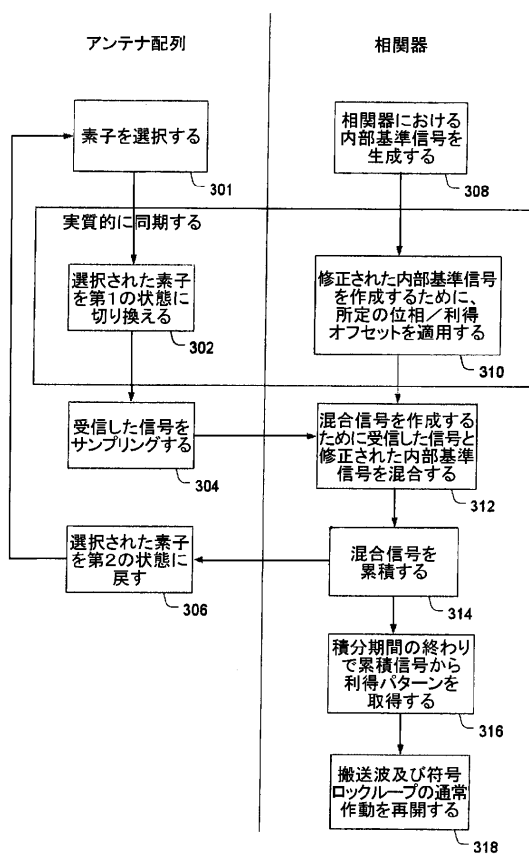 アンテナ配列
相関器
素子を選択する
301
相関器における
内部基準信号を
生成する
308
実質的に同期する
選択された素子
を第1の状態に
切り換える
302
修正された内部基準信号
を作成するために、
所定の位相/利得
オフセットを適用する
310
受信した信号を
サンプリングする
304
混合信号を作成する
ために受信した信号と
修正された内部基準
信号を混合する
312
選択された素子
を第2の状態に
戻す
306
混合信号を
累積する
314
積分期間の終わり
で累積信号から
利得パターンを
取得する
316
搬送波及び符号
ロックループの通常
作動を再開する
318